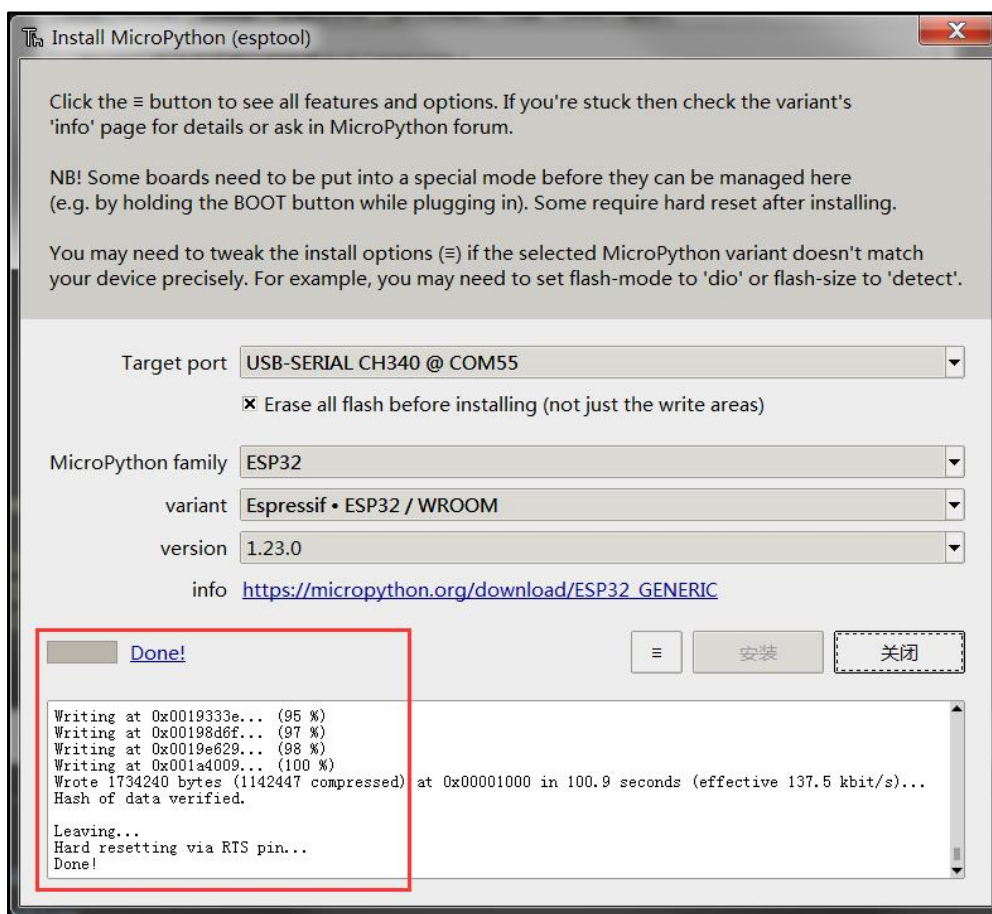 Install MicroPython (esptool)
Click the ≡ button to see all features and options. If you're stuck then check the variant's
'info' page for details or ask in MicroPython forum.
NB! Some boards need to be put into a special mode before they can be managed here
(e.g. by holding the BOOT button while plugging in). Some require hard reset after installing.
You may need to tweak the install options (≡) if the selected MicroPython variant doesn't match
your device precisely. For example, you may need to set flash-mode to 'dio' or flash-size to 'detect'.
Target port USB-SERIAL CH340 @ COM55
Erase all flash before installing (not just the write areas)
MicroPython family ESP32
variant Espressif • ESP32 / WROOM
version 1.23.0
info https://micropython.org/download/ESP32_GENERIC
Done! ≡ 安装 关闭
Writing at 0x0019333e... (95 %)
Writing at 0x00198d6f... (97 %)
Writing at 0x0019e629... (98 %)
Writing at 0x001a4009... (100 %)
Wrote 1734240 bytes (1142447 compressed) at 0x00001000 in 100.9 seconds (effective 137.5 kbit/s)...
Hash of data verified.
Leaving...
Hard resetting via RTS pin...
Done!